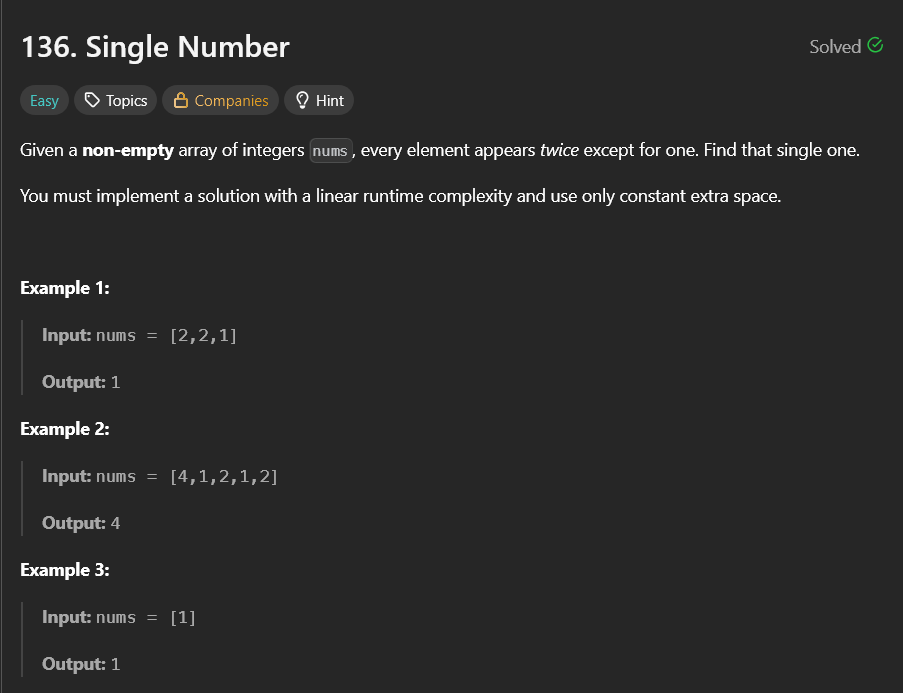 136. Single Number
Solved
Easy Topics Companies Hint
Given a non-empty array of integers nums, every element appears twice except for one. Find that single one.
You must implement a solution with a linear runtime complexity and use only constant extra space.
Example 1:
Input: nums = [2,2,1]
Output: 1
Example 2:
Input: nums = [4,1,2,1,2]
Output: 4
Example 3:
Input: nums = [1]
Output: 1